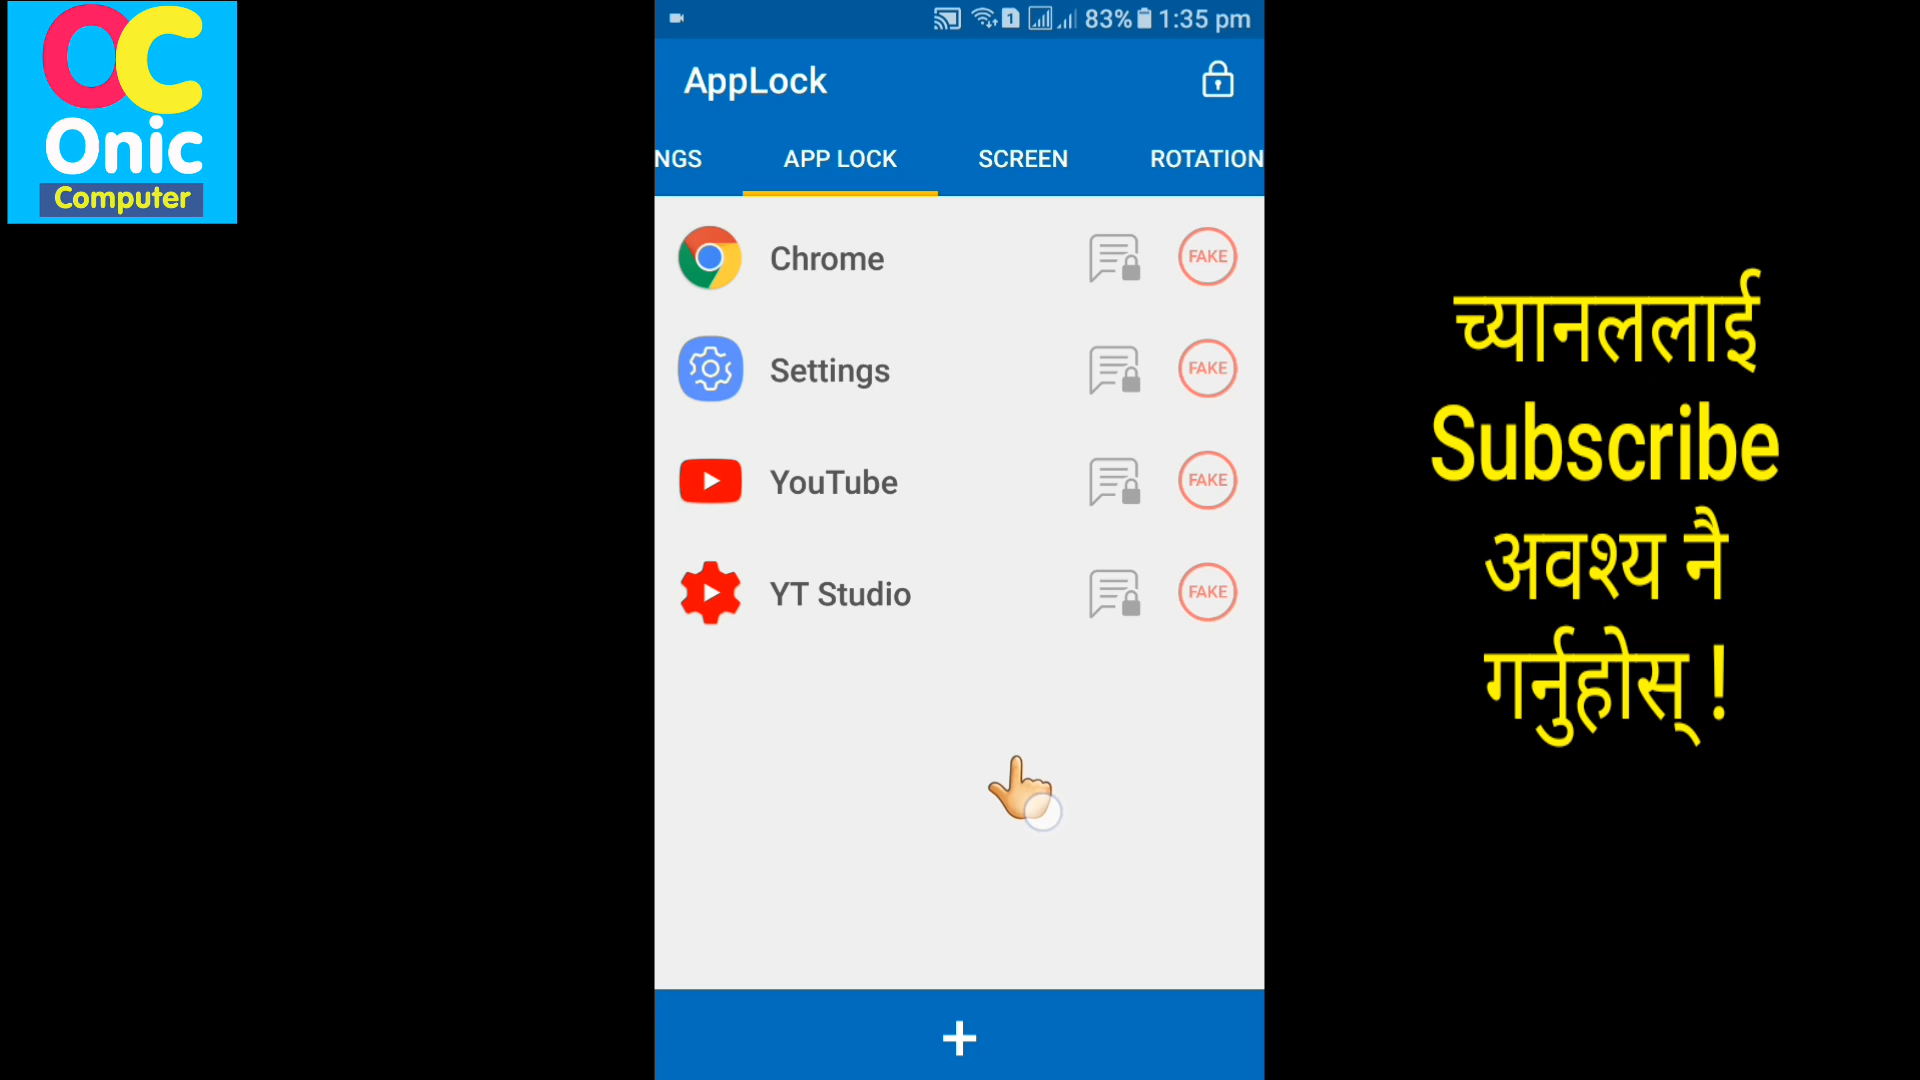 OC
Onic
Computer
83% 1:35 pm
AppLock
NGS APP LOCK SCREEN ROTATION
Chrome FAKE
Settings FAKE
YouTube FAKE
YT Studio FAKE
च्यानललाई
Subscribe
अवश्य नै
गर्नुहोस् !